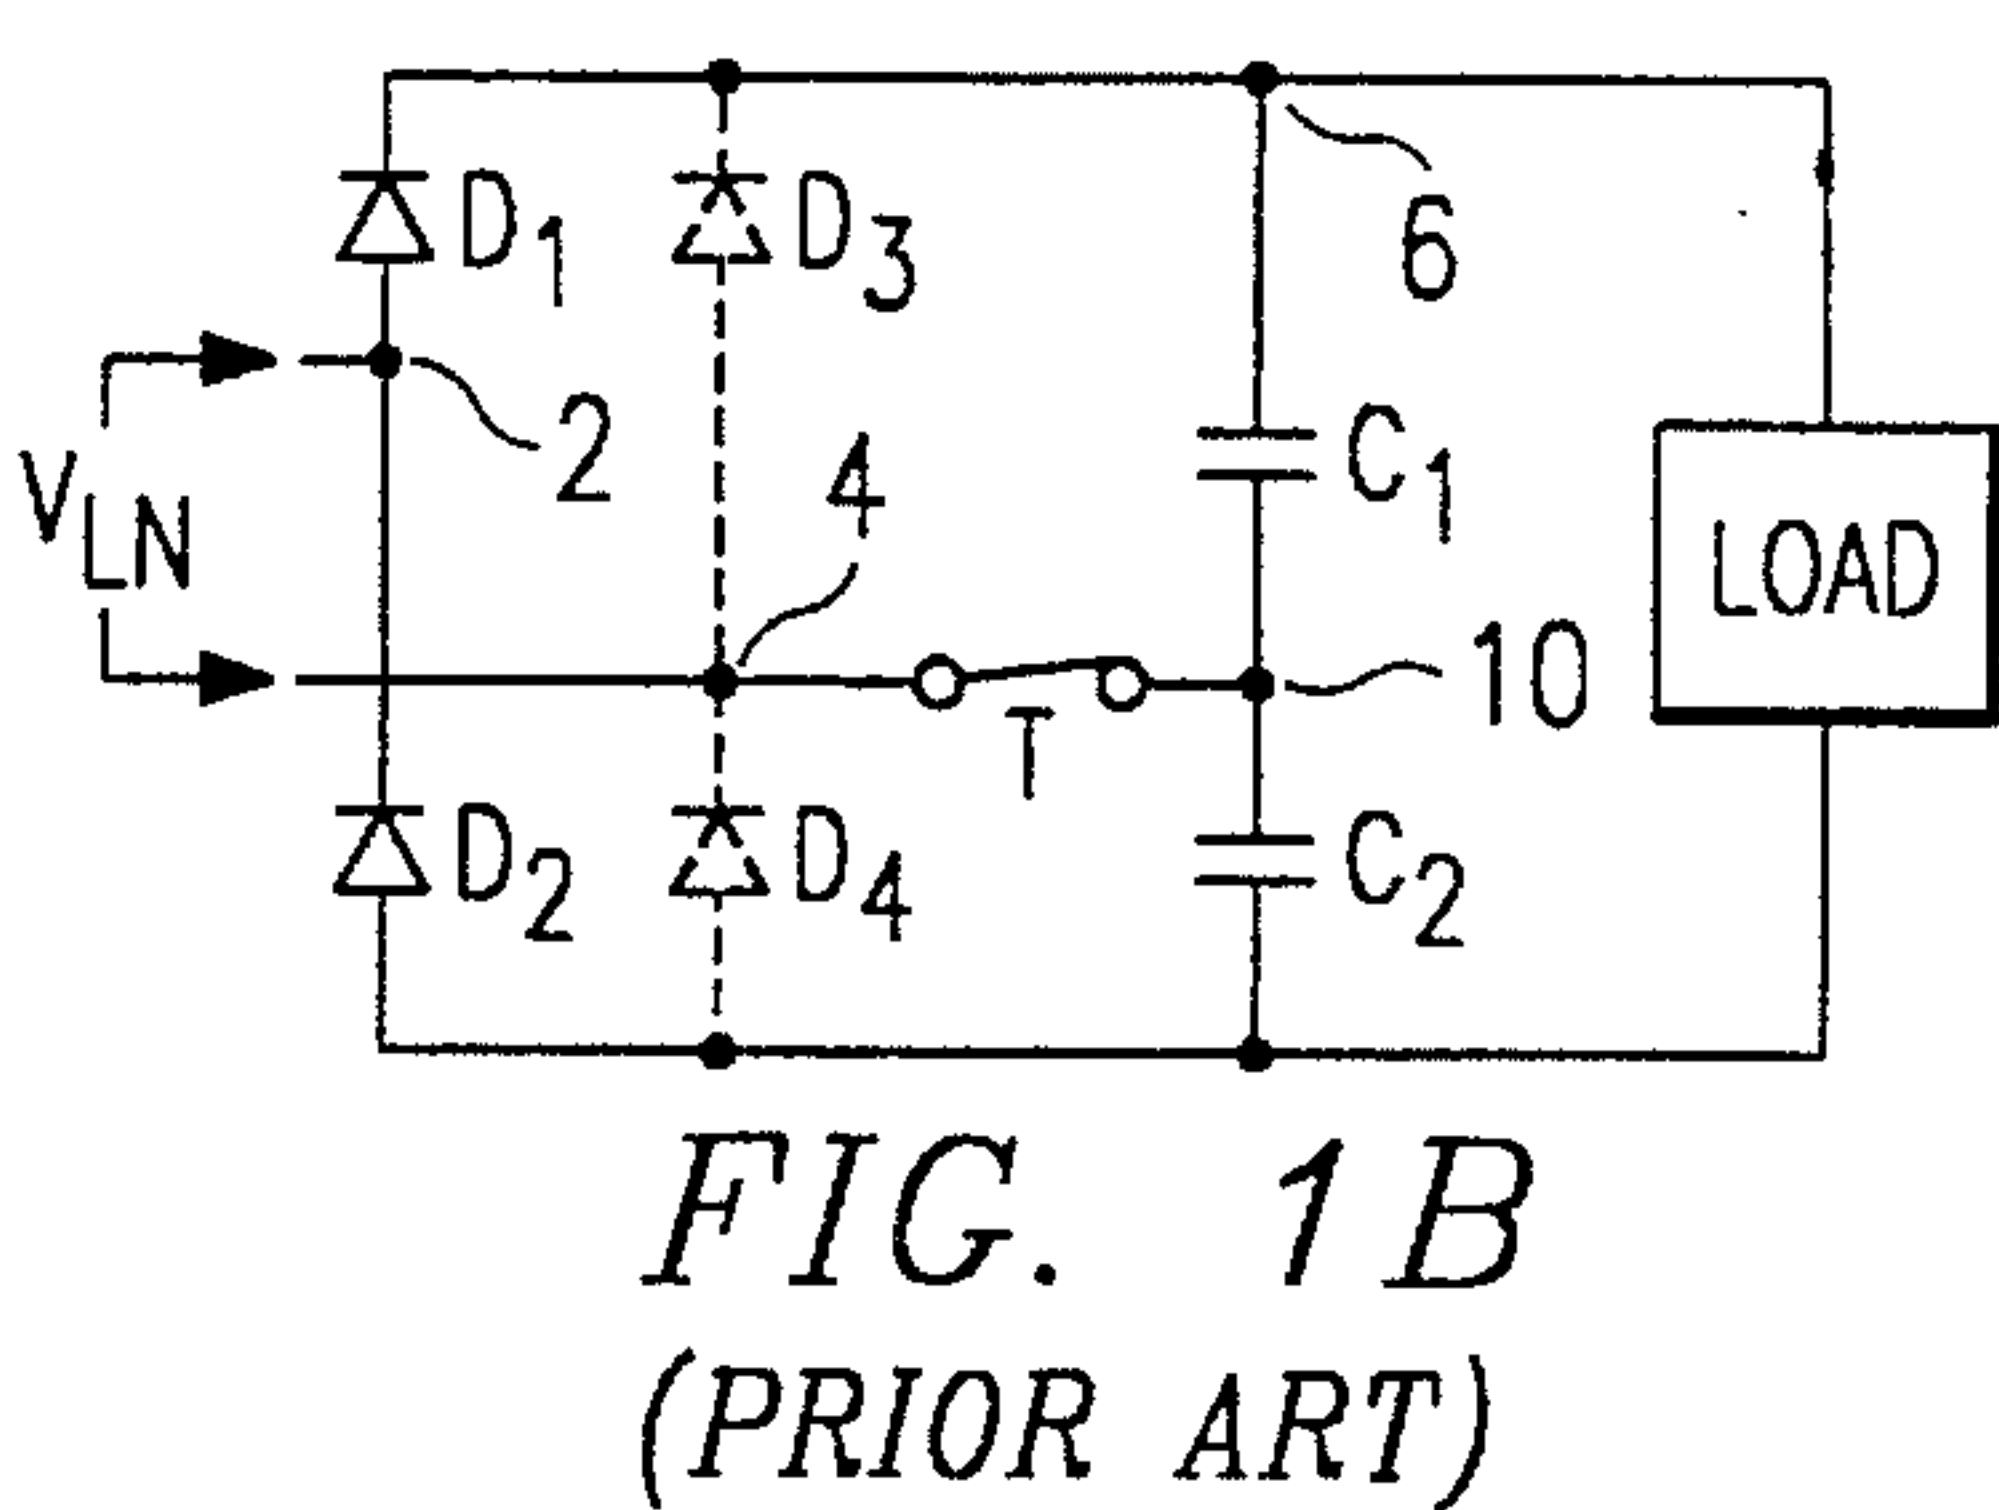 D1
D3
6
2
VLN
4
C1
LOAD
10
T
D2
D4
C2
FIG. 1B
(PRIOR ART)